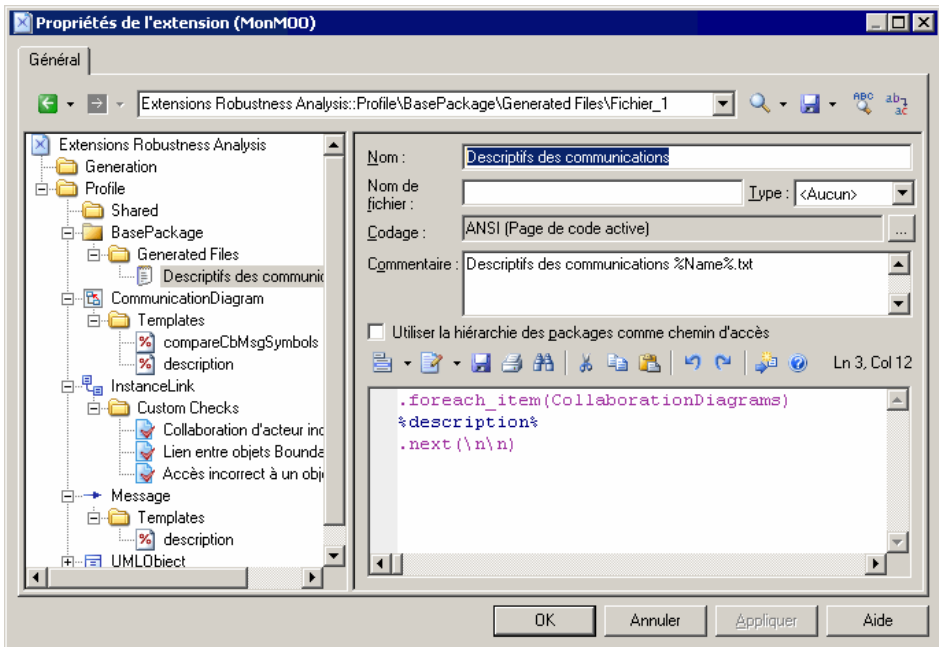 Propriétés de l'extension (MonMOO)
Général
Extensions Robustness Analysis::Profile\BasePackage\Generated Files\Fichier_1
Extensions Robustness Analysis
Generation
Profile
Shared
BasePackage
Generated Files
Descriptifs des communic
CommunicationDiagram
Templates
compareCbMsgSymbols
description
InstanceLink
Custom Checks
Collaboration d'acteur inc
Lien entre objets Bounda
Accès incorrect à un obj
Message
Templates
description
UMLObject
Nom :
Descriptifs des communications
Nom de fichier :
Type : <Aucun>
Codage :
ANSI (Page de code active)
...
Commentaire :
Descriptifs des communications %Name%.txt
Utiliser la hiérarchie des packages comme chemin d'accès
Ln 3, Col 12
.foreach_item(CollaborationDiagrams)
%description%
.next(\n\n)
OK
Annuler
Appliquer
Aide